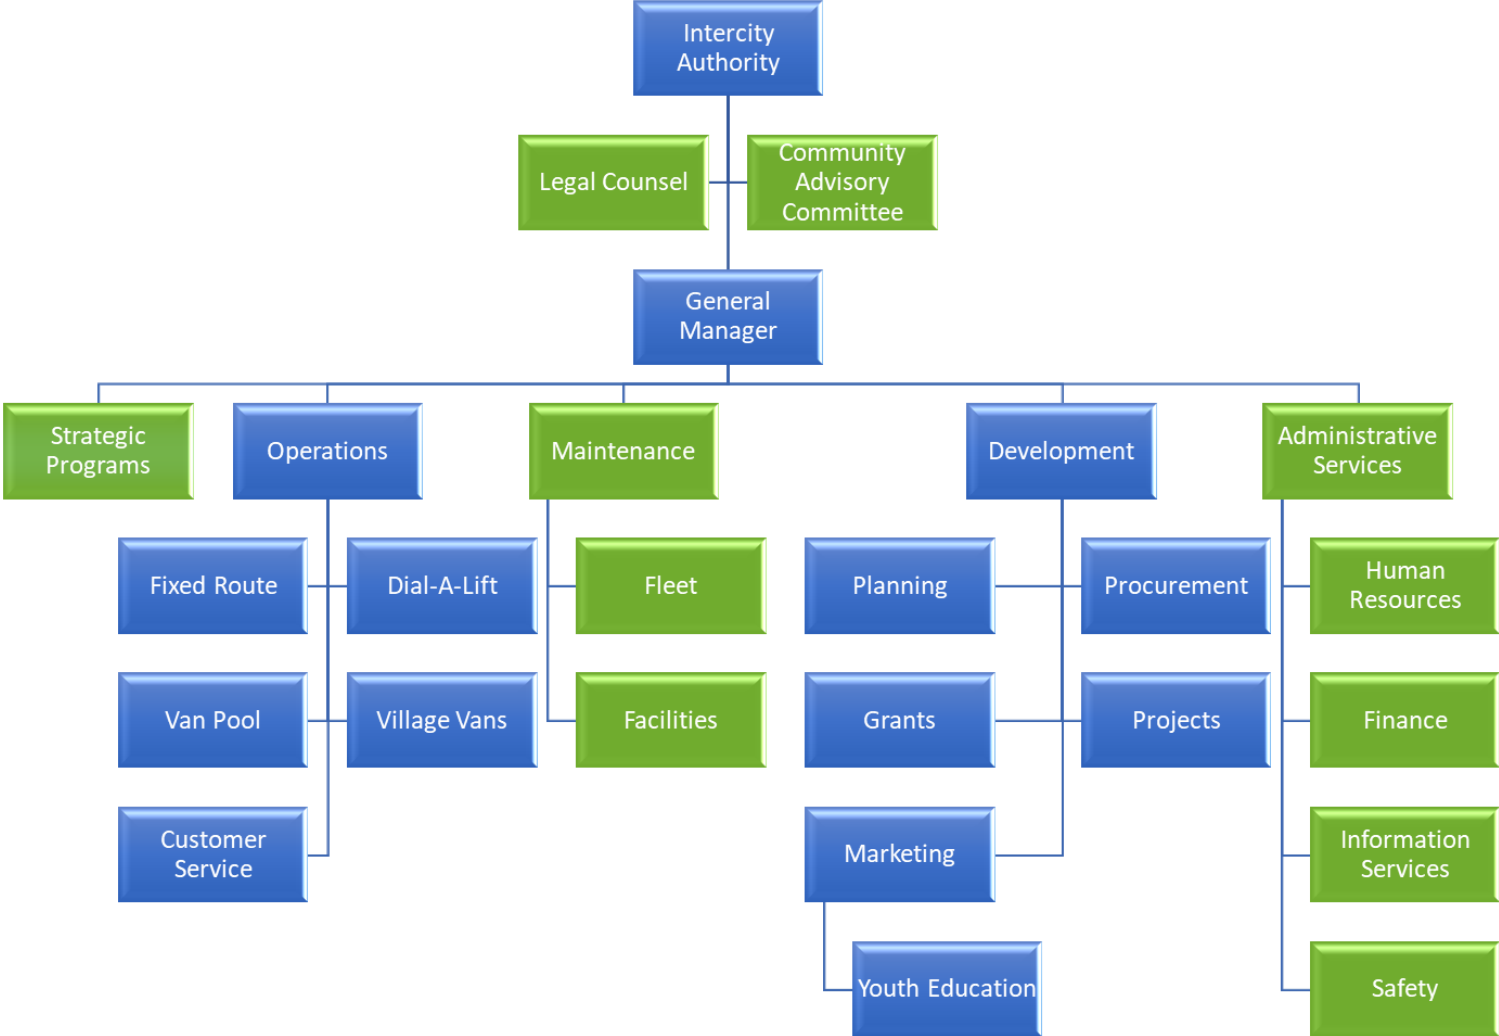 Intercity
Authority
Legal Counsel
Community
Advisory
Committee
General
Manager
Strategic
Programs
Operations
Maintenance
Development
Administrative
Services
Fixed Route
Dial-A-Lift
Fleet
Planning
Procurement
Human
Resources
Van Pool
Village Vans
Facilities
Grants
Projects
Finance
Customer
Service
Marketing
Information
Services
Youth Education
Safety